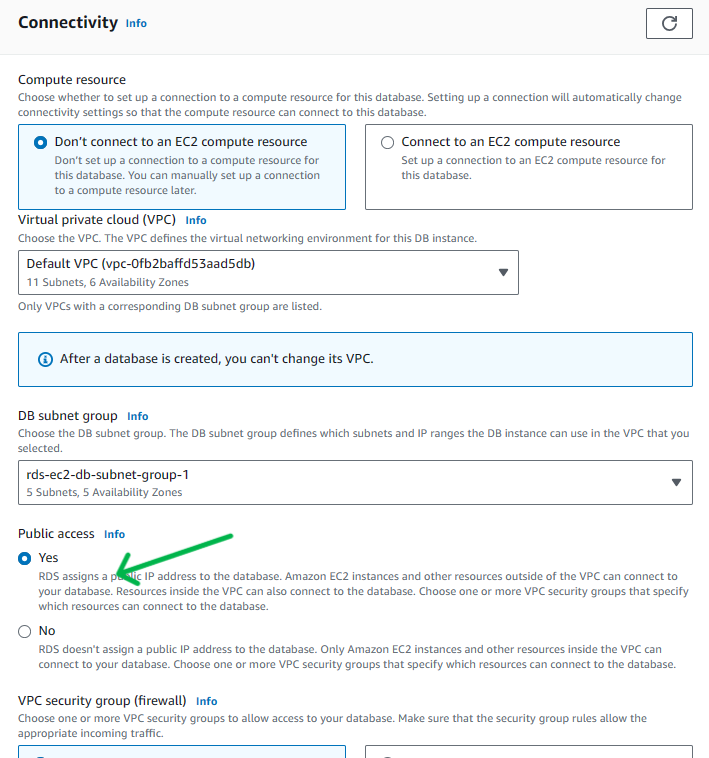 Connectivity Info
Compute resource
Choose whether to set up a connection to a compute resource for this database. Setting up a connection will automatically change
connectivity settings so that the compute resource can connect to this database.
Don't connect to an EC2 compute resource
Don't set up a connection to a compute resource for
this database. You can manually set up a connection
to a compute resource later.
Connect to an EC2 compute resource
Set up a connection to an EC2 compute resource for
this database.
Virtual private cloud (VPC) Info
Choose the VPC. The VPC defines the virtual networking environment for this DB instance.
Default VPC (vpc-0fb2baffd53aad5db)
11 Subnets, 6 Availability Zones
Only VPCs with a corresponding DB subnet group are listed.
After a database is created, you can't change its VPC.
DB subnet group Info
Choose the DB subnet group. The DB subnet group defines which subnets and IP ranges the DB instance can use in the VPC that you
selected.
rds-ec2-db-subnet-group-1
5 Subnets, 5 Availability Zones
Public access Info
Yes
RDS assigns a public IP address to the database. Amazon EC2 instances and other resources outside of the VPC can connect to
your database. Resources inside the VPC can also connect to the database. Choose one or more VPC security groups that specify
which resources can connect to the database.
No
RDS doesn't assign a public IP address to the database. Only Amazon EC2 instances and other resources inside the VPC can
connect to your database. Choose one or more VPC security groups that specify which resources can connect to the database.
VPC security group (firewall) Info
Choose one or more VPC security groups to allow access to your database. Make sure that the security group rules allow the
appropriate incoming traffic.